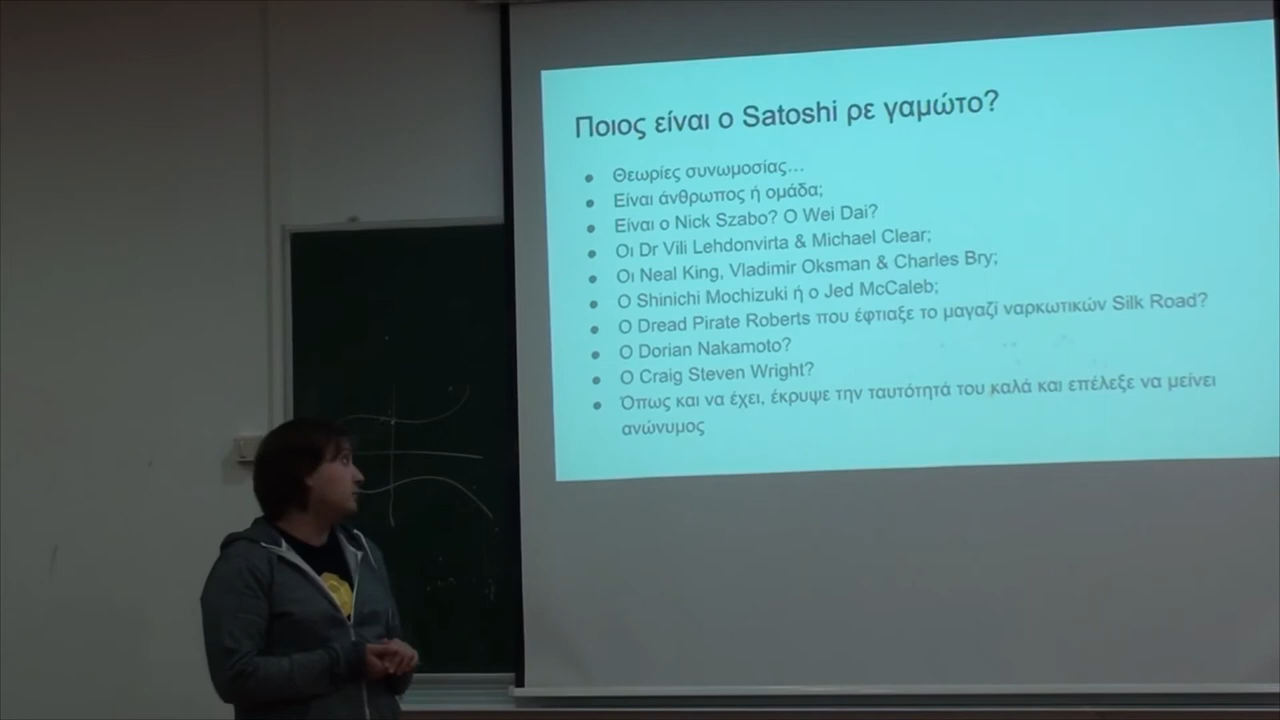 Ποιος είναι ο Satoshi ρε γαμώτο?
● Θεωρίες συνωμοσίας…
● Είναι άνθρωπος ή ομάδα;
● Είναι ο Nick Szabo? Ο Wei Dai?
● Οι Dr Vili Lehdonvirta & Michael Clear;
● Οι Neal King, Vladimir Oksman & Charles Bry;
● Ο Shinichi Mochizuki ή ο Jed McCaleb;
● Ο Dread Pirate Roberts που έφτιαξε το μαγαζί ναρκωτικών Silk Road?
● Ο Dorian Nakamoto?
● Ο Craig Steven Wright?
● Όπως και να έχει, έκρυψε την ταυτότητά του καλά και επέλεξε να μείνει
ανώνυμος